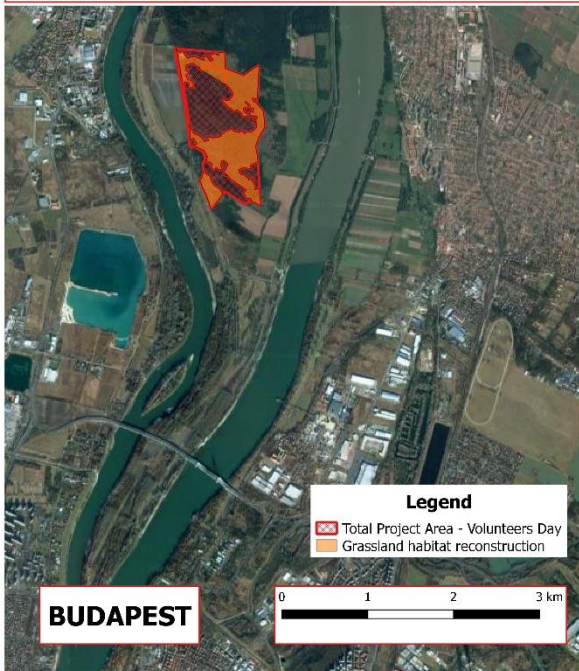 Legend
Total Project Area - Volunteers Day
Grassland habitat reconstruction
BUDAPEST
0 1 2 3 km